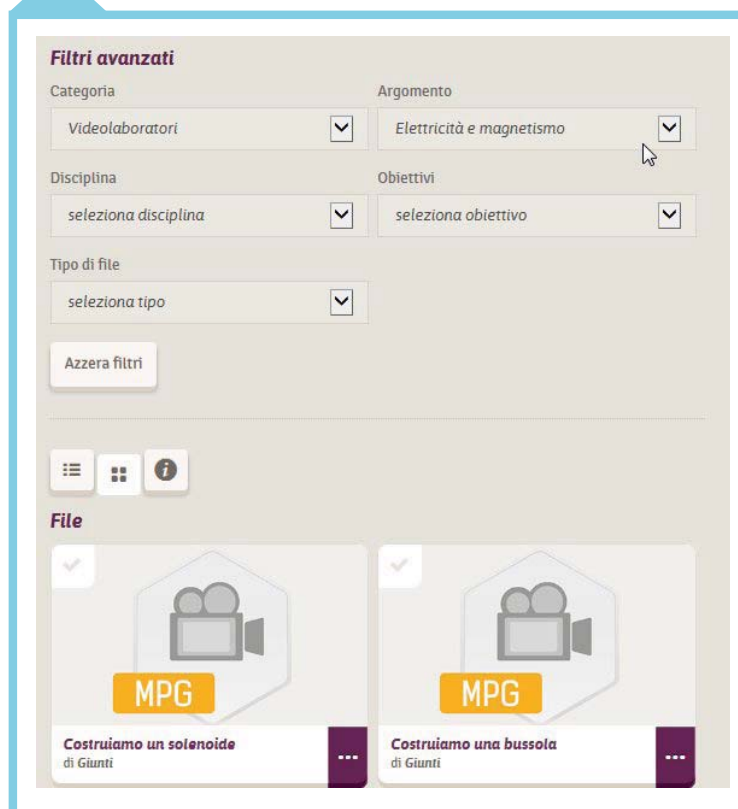 Filtri avanzati
Categoria
Argomento
Videolaboratori
Elettricità e magnetismo
Disciplina
Obiettivi
seleziona disciplina
seleziona obiettivo
Tipo di file
seleziona tipo
Azzera filtri
File
MPG
MPG
Costruiamo un solenoide
di Giunti
Costruiamo una bussola
di Giunti